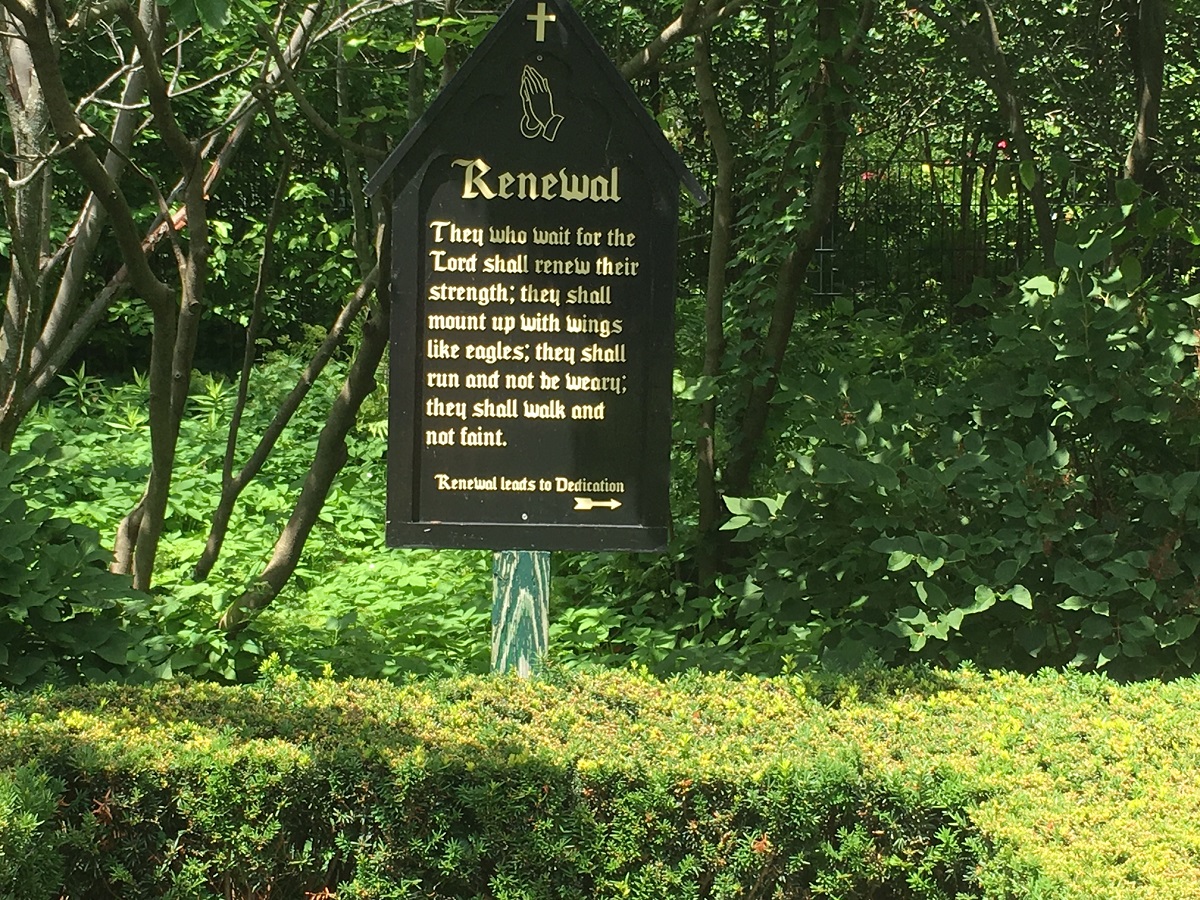 Renewal
They who wait for the
Lord shall renew their
strength; they shall
mount up with wings
like eagles; they shall
run and not be weary;
they shall walk and
not faint.
Renewal leads to Dedication